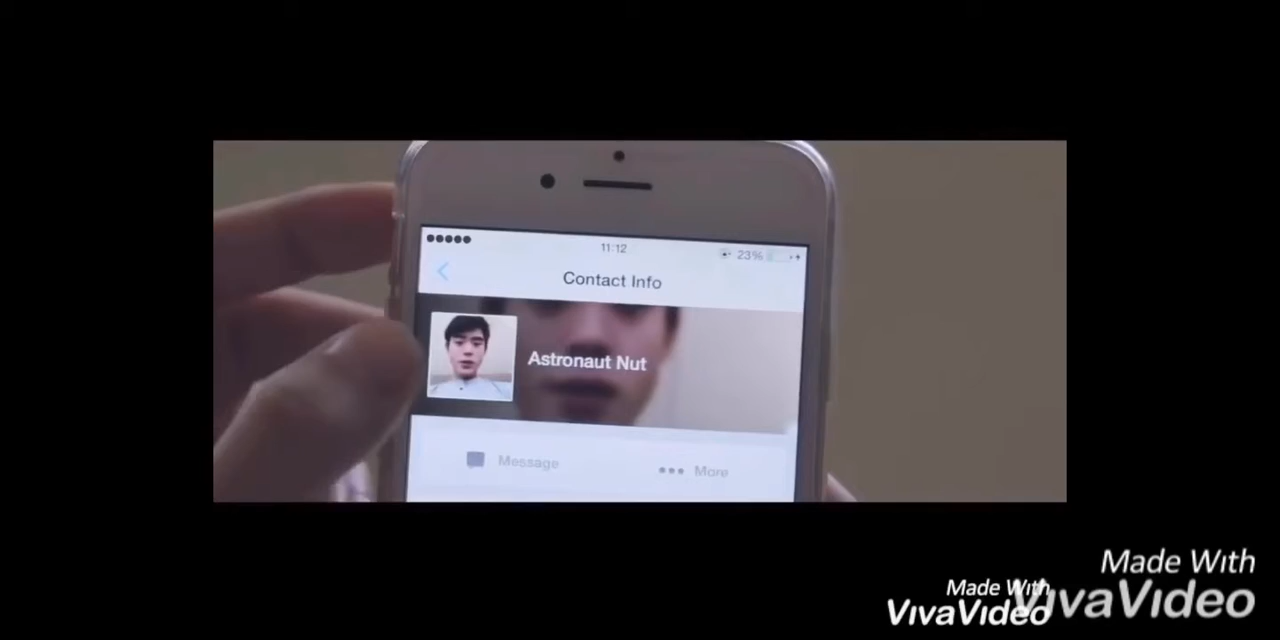 11:12
23%
Contact Info
Astronaut Nut
Message
More
Made With
VivaVideo
Made With
VivaVideo